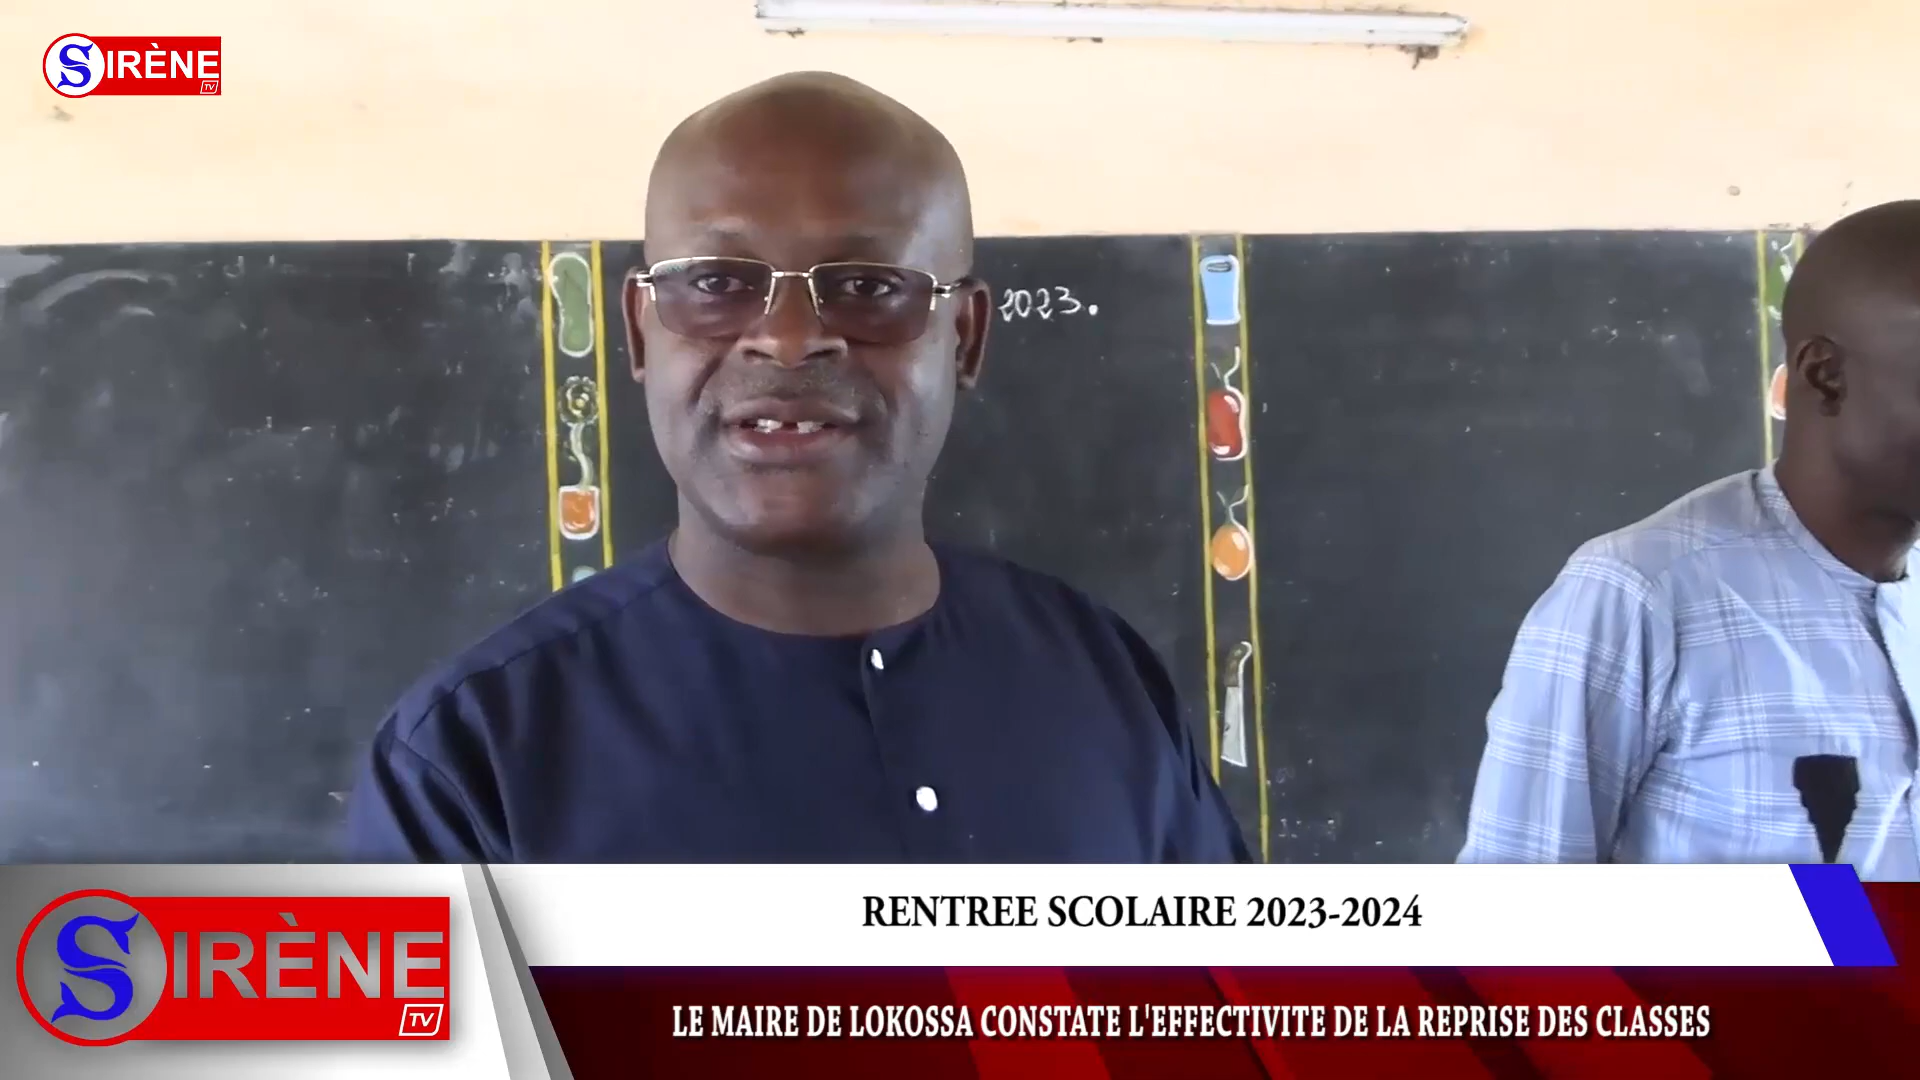 SIRÈNE
TV
2023.
RENTREE SCOLAIRE 2023-2024
SIRÈNE
TV
LE MAIRE DE LOKOSSA CONSTATE L'EFFECTIVITE DE LA REPRISE DES CLASSES